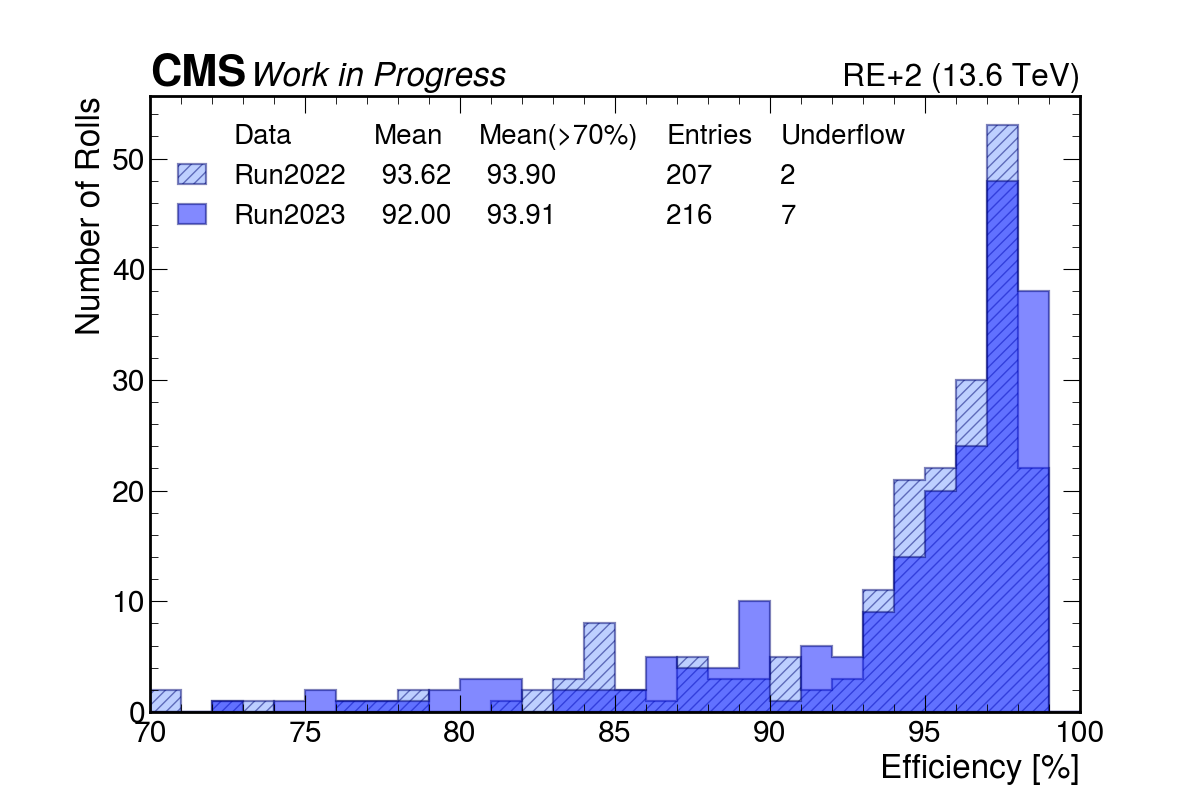 CMS Work in Progress RE+2 (13.6 TeV)
Number of Rolls
Data Mean Mean(>70%) Entries Underflow
Run2022 93.62 93.90 207 2
Run2023 92.00 93.91 216 7
50
40
30
20
10
0
70 75 80 85 90 95 100
Efficiency [%]